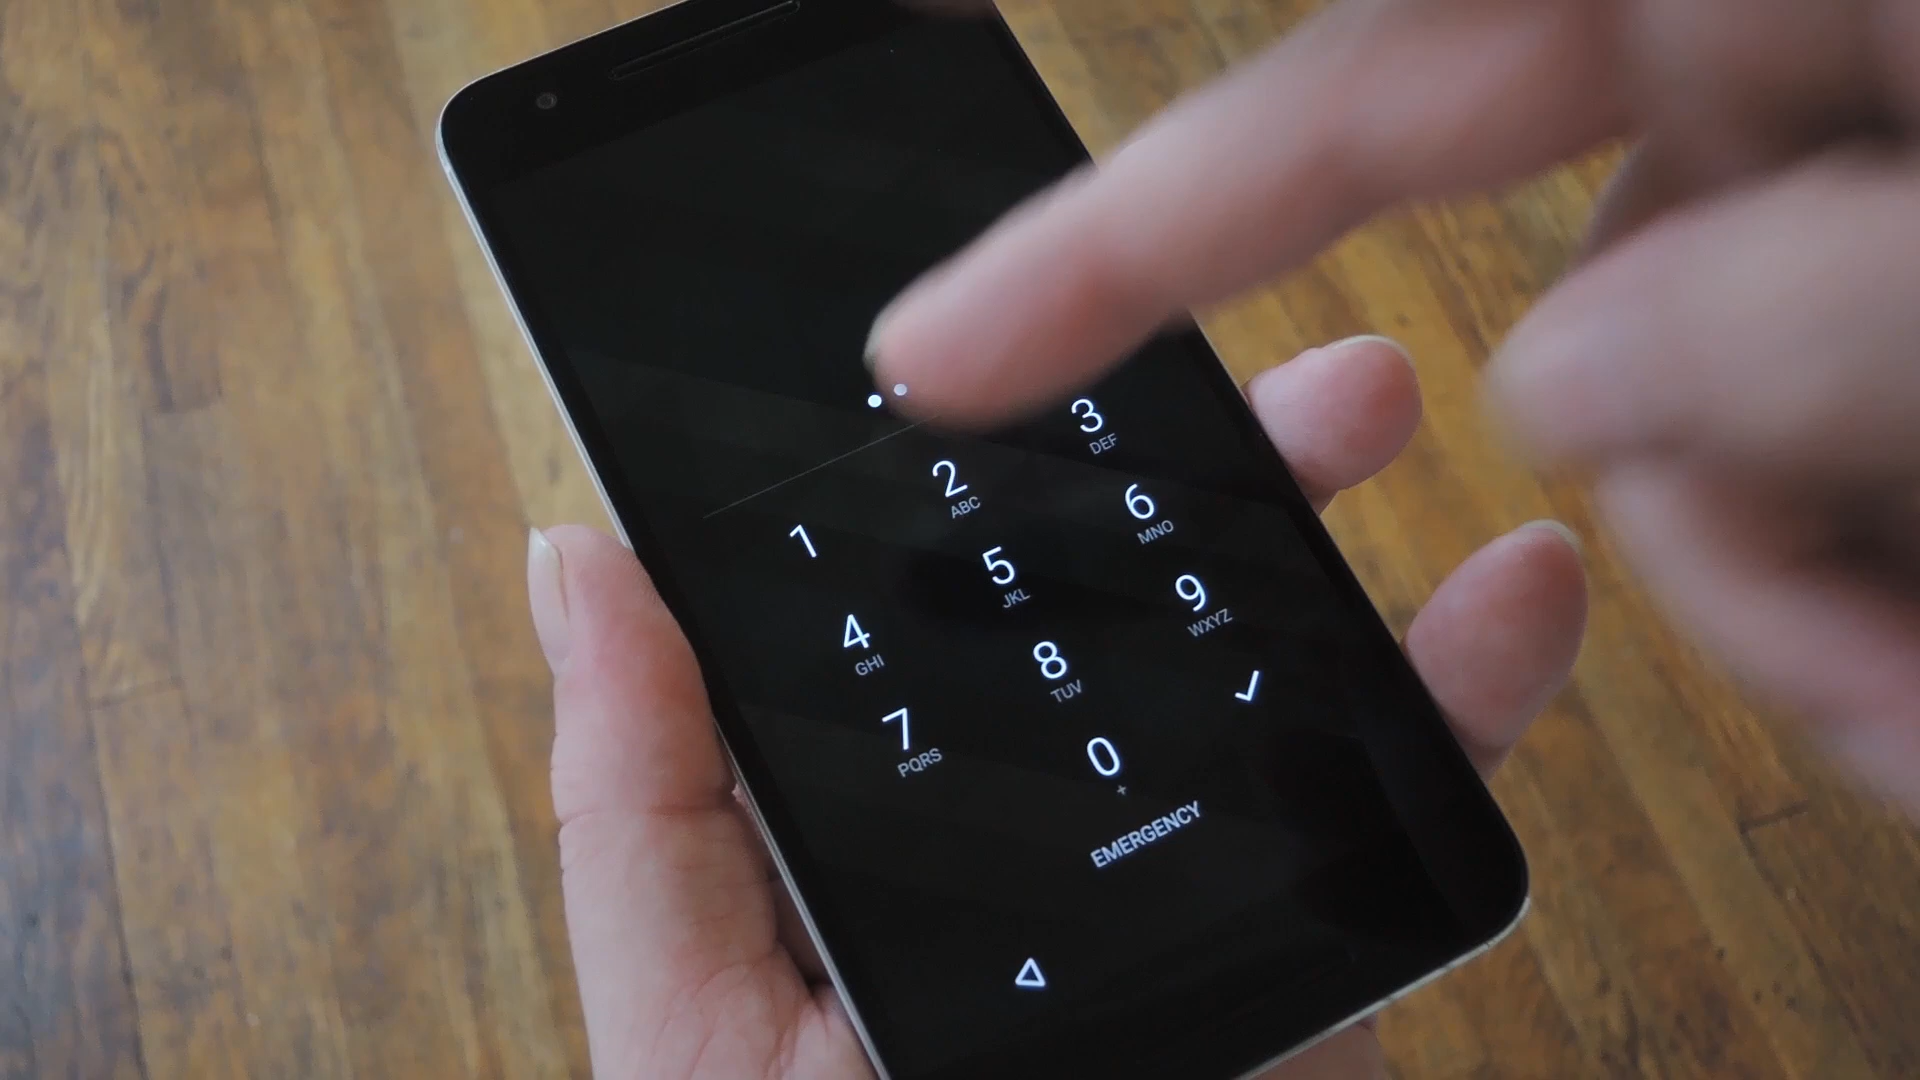 1
2 ABC
3 DEF
4 GHI
5 JKL
6 MNO
7 PQRS
8 TUV
9 WXYZ
0 +
EMERGENCY